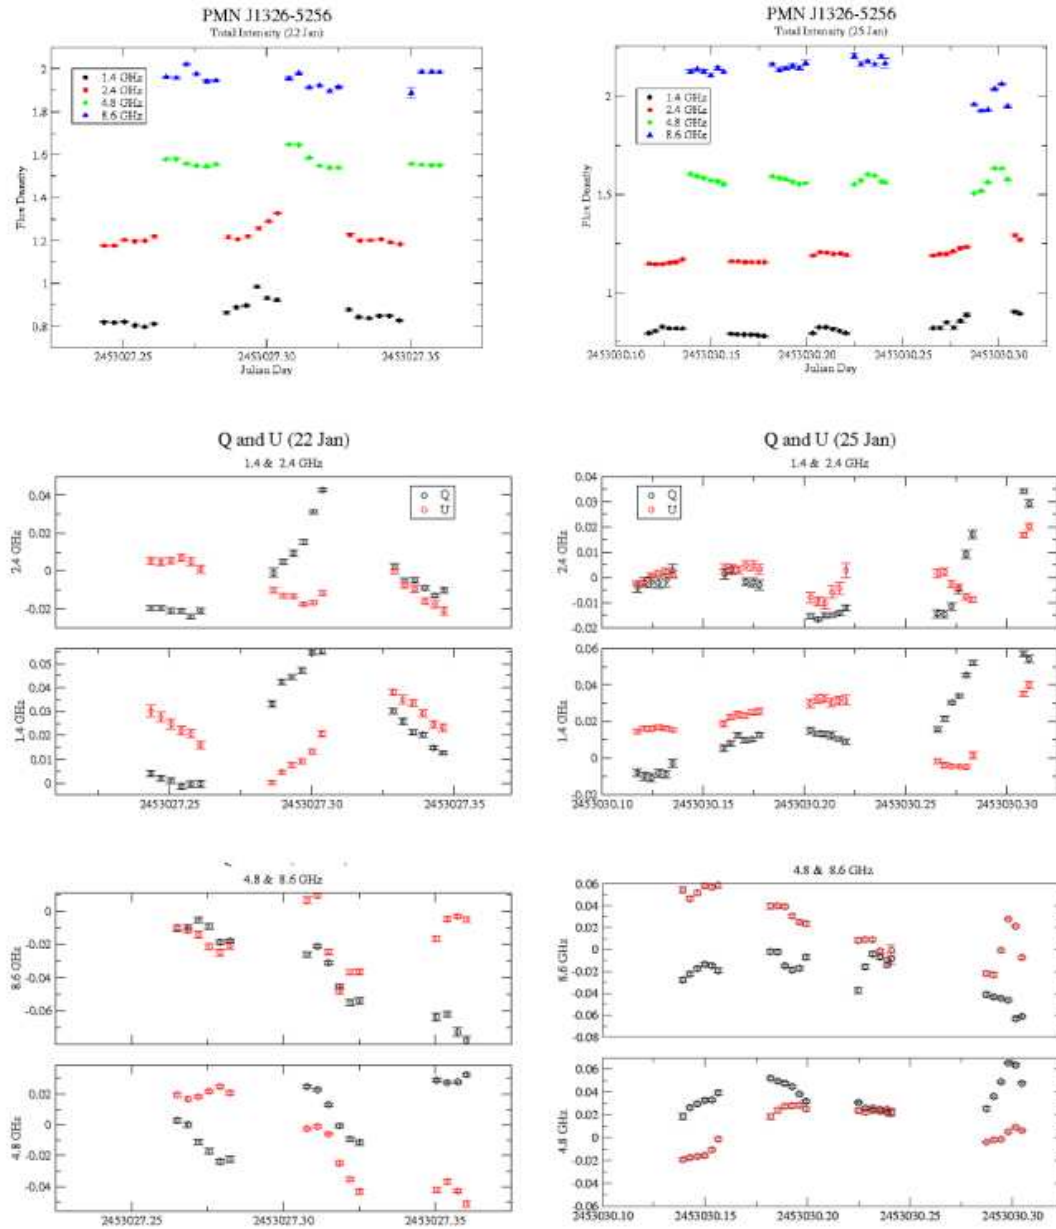 PMN J1326-5256
Total Intensity (22 Jan)
2
1.8
1.6
1.4
1.2
1
0.8
Flux Density
1.4 GHz
2.4 GHz
4.8 GHz
8.6 GHz
2453027.25
2453027.30
2453027.35
Julian Day
PMN J1326-5256
Total Intensity (25 Jan)
2
1.5
1
Flux Density
1.4 GHz
2.4 GHz
4.8 GHz
8.6 GHz
2453030.10
2453030.15
2453030.20
2453030.25
2453030.30
Julian Day
Q and U (22 Jan)
1.4 & 2.4 GHz
0.04
0.02
0
-0.02
2.4 GHz
Q
U
0.05
0.04
0.03
0.02
0.01
0
1.4 GHz
2453027.25
2453027.30
2453027.35
Q and U (25 Jan)
1.4 & 2.4 GHz
0.04
0.03
0.02
0.01
0
-0.01
-0.02
2.4 GHz
Q
U
0.06
0.04
0.02
0
-0.02
1.4 GHz
2453030.10
2453030.15
2453030.20
2453030.25
2453030.30
4.8 & 8.6 GHz
0
-0.02
-0.04
-0.06
8.6 GHz
0.02
0
-0.02
-0.04
4.8 GHz
2453027.25
2453027.30
2453027.35
4.8 & 8.6 GHz
0.06
0.04
0.02
0
-0.02
-0.04
-0.06
-0.08
8.6 GHz
0.06
0.04
0.02
0
-0.02
-0.04
-0.06
4.8 GHz
2453030.10
2453030.15
2453030.20
2453030.25
2453030.30